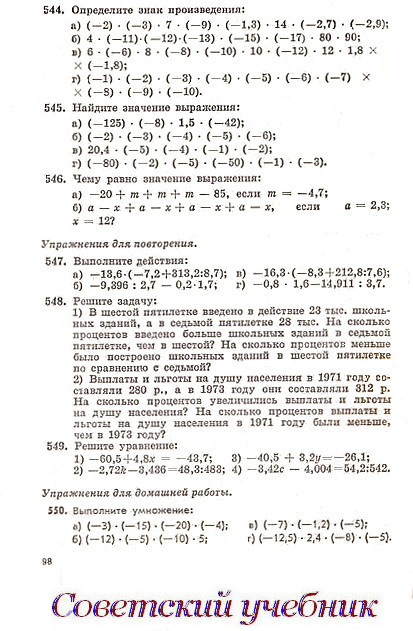 544. Определите знак произведения:
а) (−2) · (−3) · 7 · (−9) · (−1,3) · 14 · (−2,7) · (−2,9);
б) 4 · (−11)·(−12)·(−13) · (−15) · (−17) · 80 · 90;
в) 6 · (−6) · 8 · (−8) · (−10) · 10 · (−12) · 12 · 1,8 ×
× (−1,8);
г) (−1) · (−2) · (−3) · (−4) · (−5) · (−6) · (−7) ×
× (−8) · (−9) · (−10).
545. Найдите значение выражения:
а) (−125) · (−8) · 1,5 · (−42);
б) (−2) · (−3) · (−4) · (−5) · (−6);
в) 20,4 · (−5) · (−4) · (−1) · (−2);
г) (−80) · (−2) · (−5) · (−50) · (−1) · (−3).
546. Чему равно значение выражения:
а) −20 + m + m + m − 85, если m = −4,7;
б) a − x + a − x + a − x + a − x, если a = 2,3;
x = 12?
Упражнения для повторения.
547. Выполните действия:
а) −13,6·(−7,2+313,2:8,7); в) −16,3·(−8,3+212,8:7,6);
б) −9,396 : 2,7 − 0,2·1,7; г) −0,8 · 1,6−14,911 : 3,7.
548. Решите задачу:
1) В шестой пятилетке введено в действие 23 тыс. школь-
ных зданий, а в седьмой пятилетке 28 тыс. На сколько
процентов введено больше школьных зданий в седьмой
пятилетке, чем в шестой? На сколько процентов меньше
было построено школьных зданий в шестой пятилетке
по сравнению с седьмой?
2) Выплаты и льготы на душу населения в 1971 году со-
ставляли 280 р., а в 1973 году они составляли 312 р.
На сколько процентов увеличились выплаты и льготы
на душу населения? На сколько процентов выплаты и
льготы на душу населения в 1971 году были меньше,
чем в 1973 году?
549. Решите уравнение:
1) −60,5+4,8x = −43,7; 3) −40,5 + 3,2y=−26,1;
2) −2,72k−3,436=48,3:483; 4) −3,42c − 4,004=54,2:542.
Упражнения для домашней работы.
550. Выполните умножение:
а) (−3) · (−15) · (−20) · (−4); в) (−7) · (−1,2) · (−5);
б) (−12) · (−5) · (−10) · 5; г) (−12,5) · 2,4 · (−8) · (−5).
98
Советский учебник